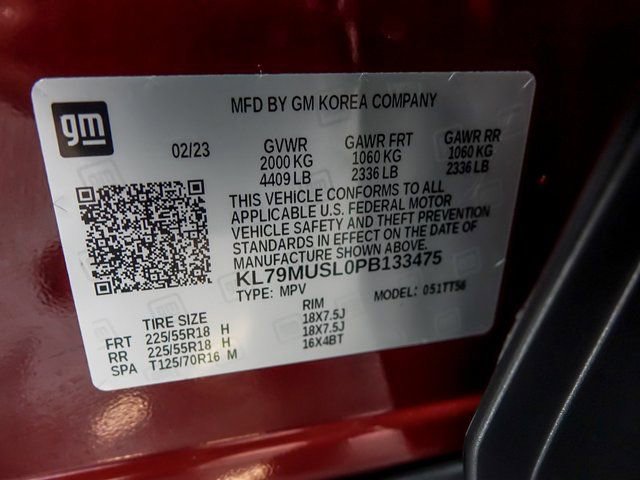 gm
MFD BY GM KOREA COMPANY
02/23 GVWR GAWR FRT GAWR RR
2000 KG 1060 KG 1060 KG
4409 LB 2336 LB 2336 LB
THIS VEHICLE CONFORMS TO ALL
APPLICABLE U.S. FEDERAL MOTOR
VEHICLE SAFETY AND THEFT PREVENTION
STANDARDS IN EFFECT ON THE DATE OF
MANUFACTURE SHOWN ABOVE.
KL79MUSL0PB133475
TYPE: MPV MODEL: 051TT56
TIRE SIZE RIM
FRT 225/55R18 H 18X7.5J
RR 225/55R18 H 18X7.5J
SPA T125/70R16 M 16X4BT